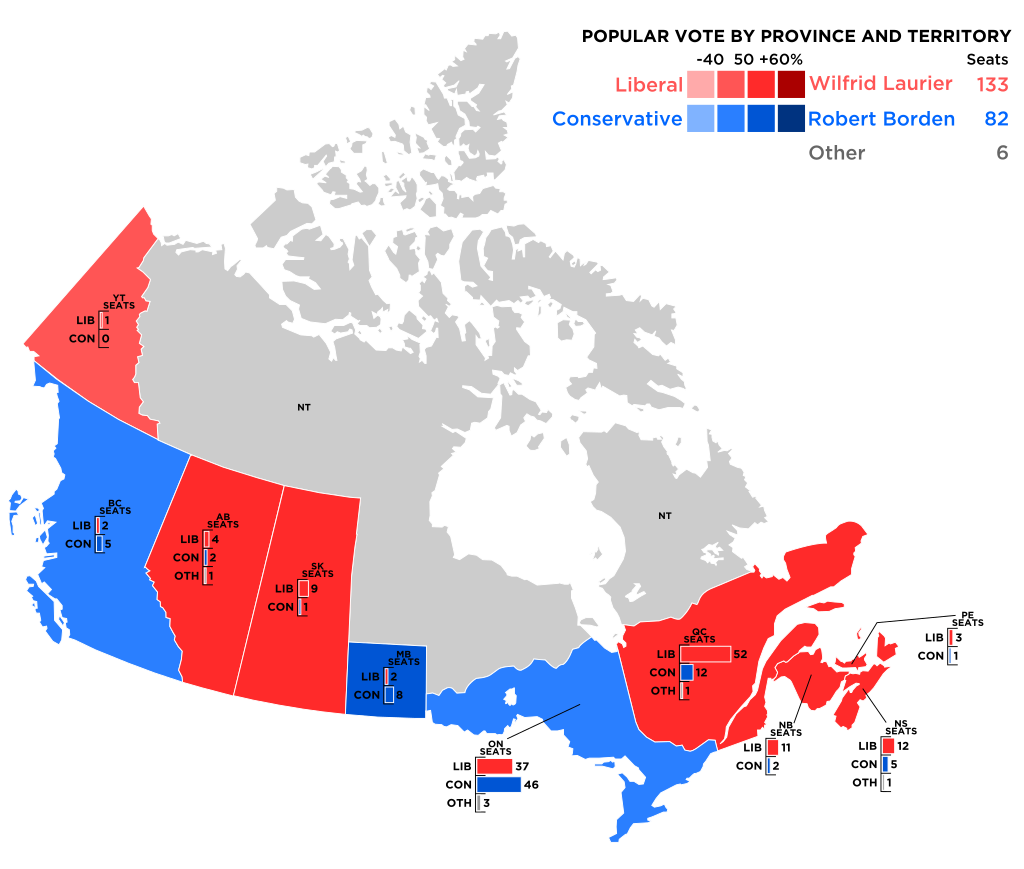 POPULAR VOTE BY PROVINCE AND TERRITORY
-40 50 +60% Seats
Liberal Wilfrid Laurier 133
Conservative Robert Borden 82
Other 6
YT
SEATS
LIB 1
CON 0
NT
BC
SEATS
LIB 2
CON 5
AB
SEATS
LIB 4
CON 2
OTH 1
SK
SEATS
LIB 9
CON 1
MB
SEATS
LIB 2
CON 8
NT
ON
SEATS
LIB 37
CON 46
OTH 3
QC
SEATS
LIB 52
CON 12
OTH 1
NB
SEATS
LIB 11
CON 2
NS
SEATS
LIB 12
CON 5
OTH 1
PE
SEATS
LIB 3
CON 1